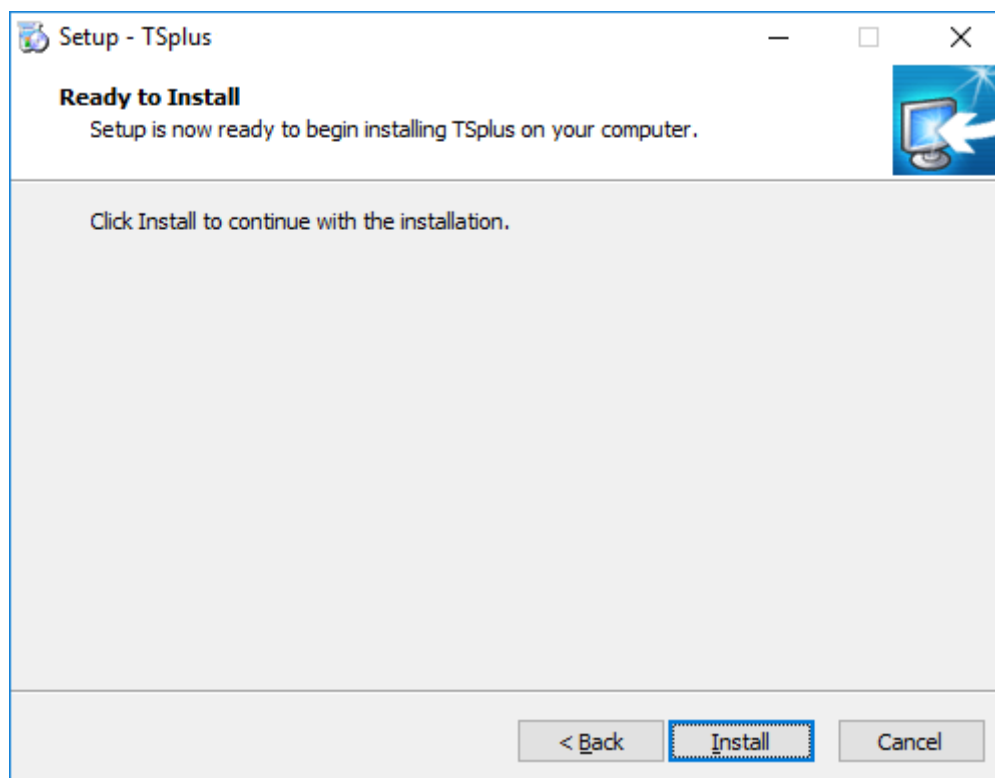 Setup - TSplus
Ready to Install
Setup is now ready to begin installing TSplus on your computer.
Click Install to continue with the installation.
< Back
Install
Cancel